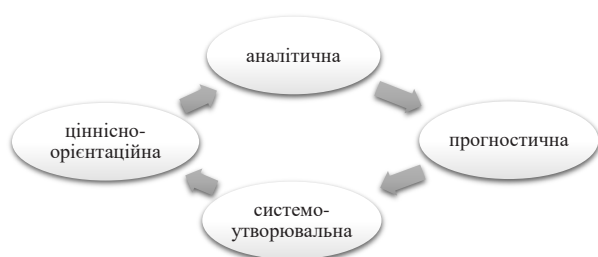 аналітична
ціннісно-
орієнтаційна
прогностична
системо-
утворювальна